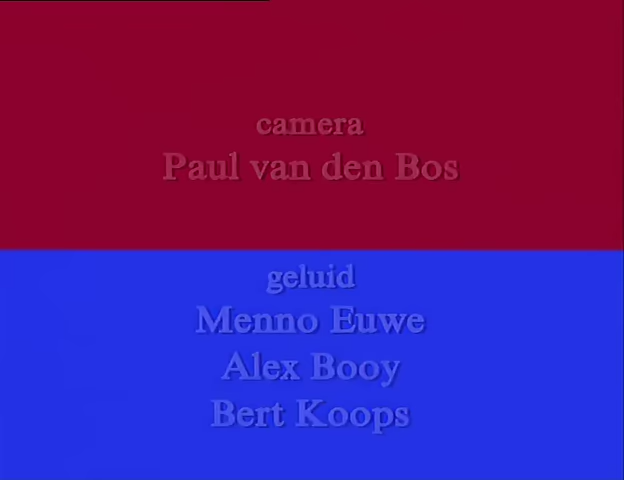 camera
Paul van den Bos
geluid
Menno Euwe
Alex Booy
Bert Koops